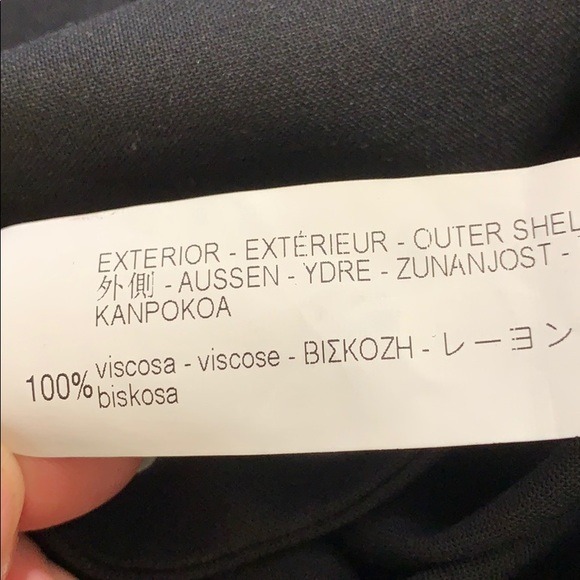 EXTERIOR - EXTÉRIEUR - OUTER SHEL
外側 - AUSSEN - YDRE - ZUNANJOST -
KANPOKOA
100% viscosa - viscose - ΒΙΣΚΟΖΗ - レーヨン
biskosa